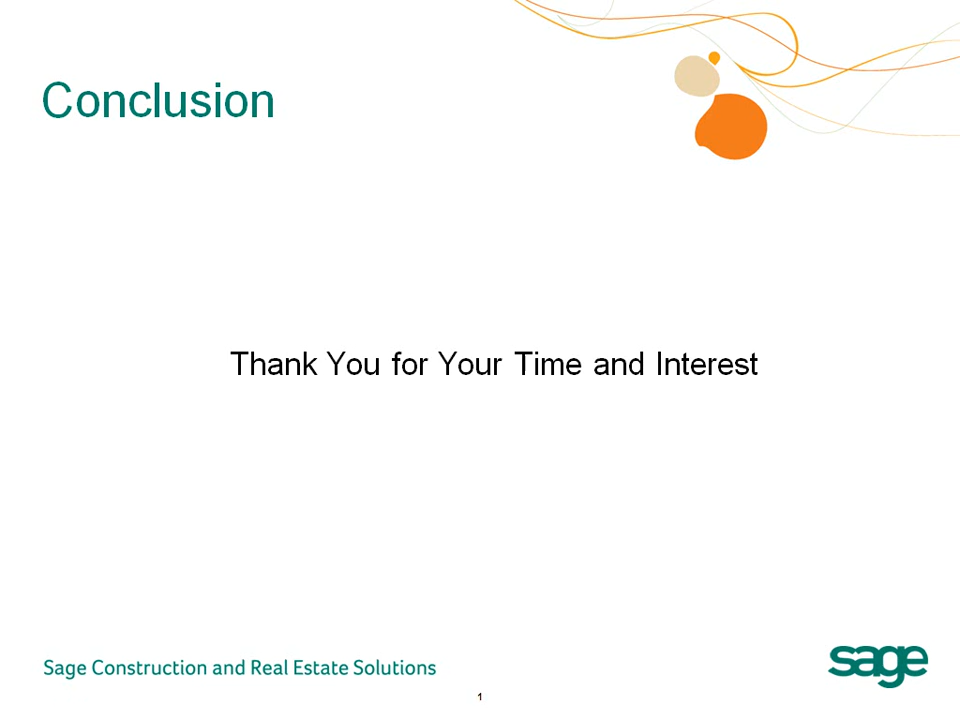 Conclusion
Thank You for Your Time and Interest
Sage Construction and Real Estate Solutions
sage
1